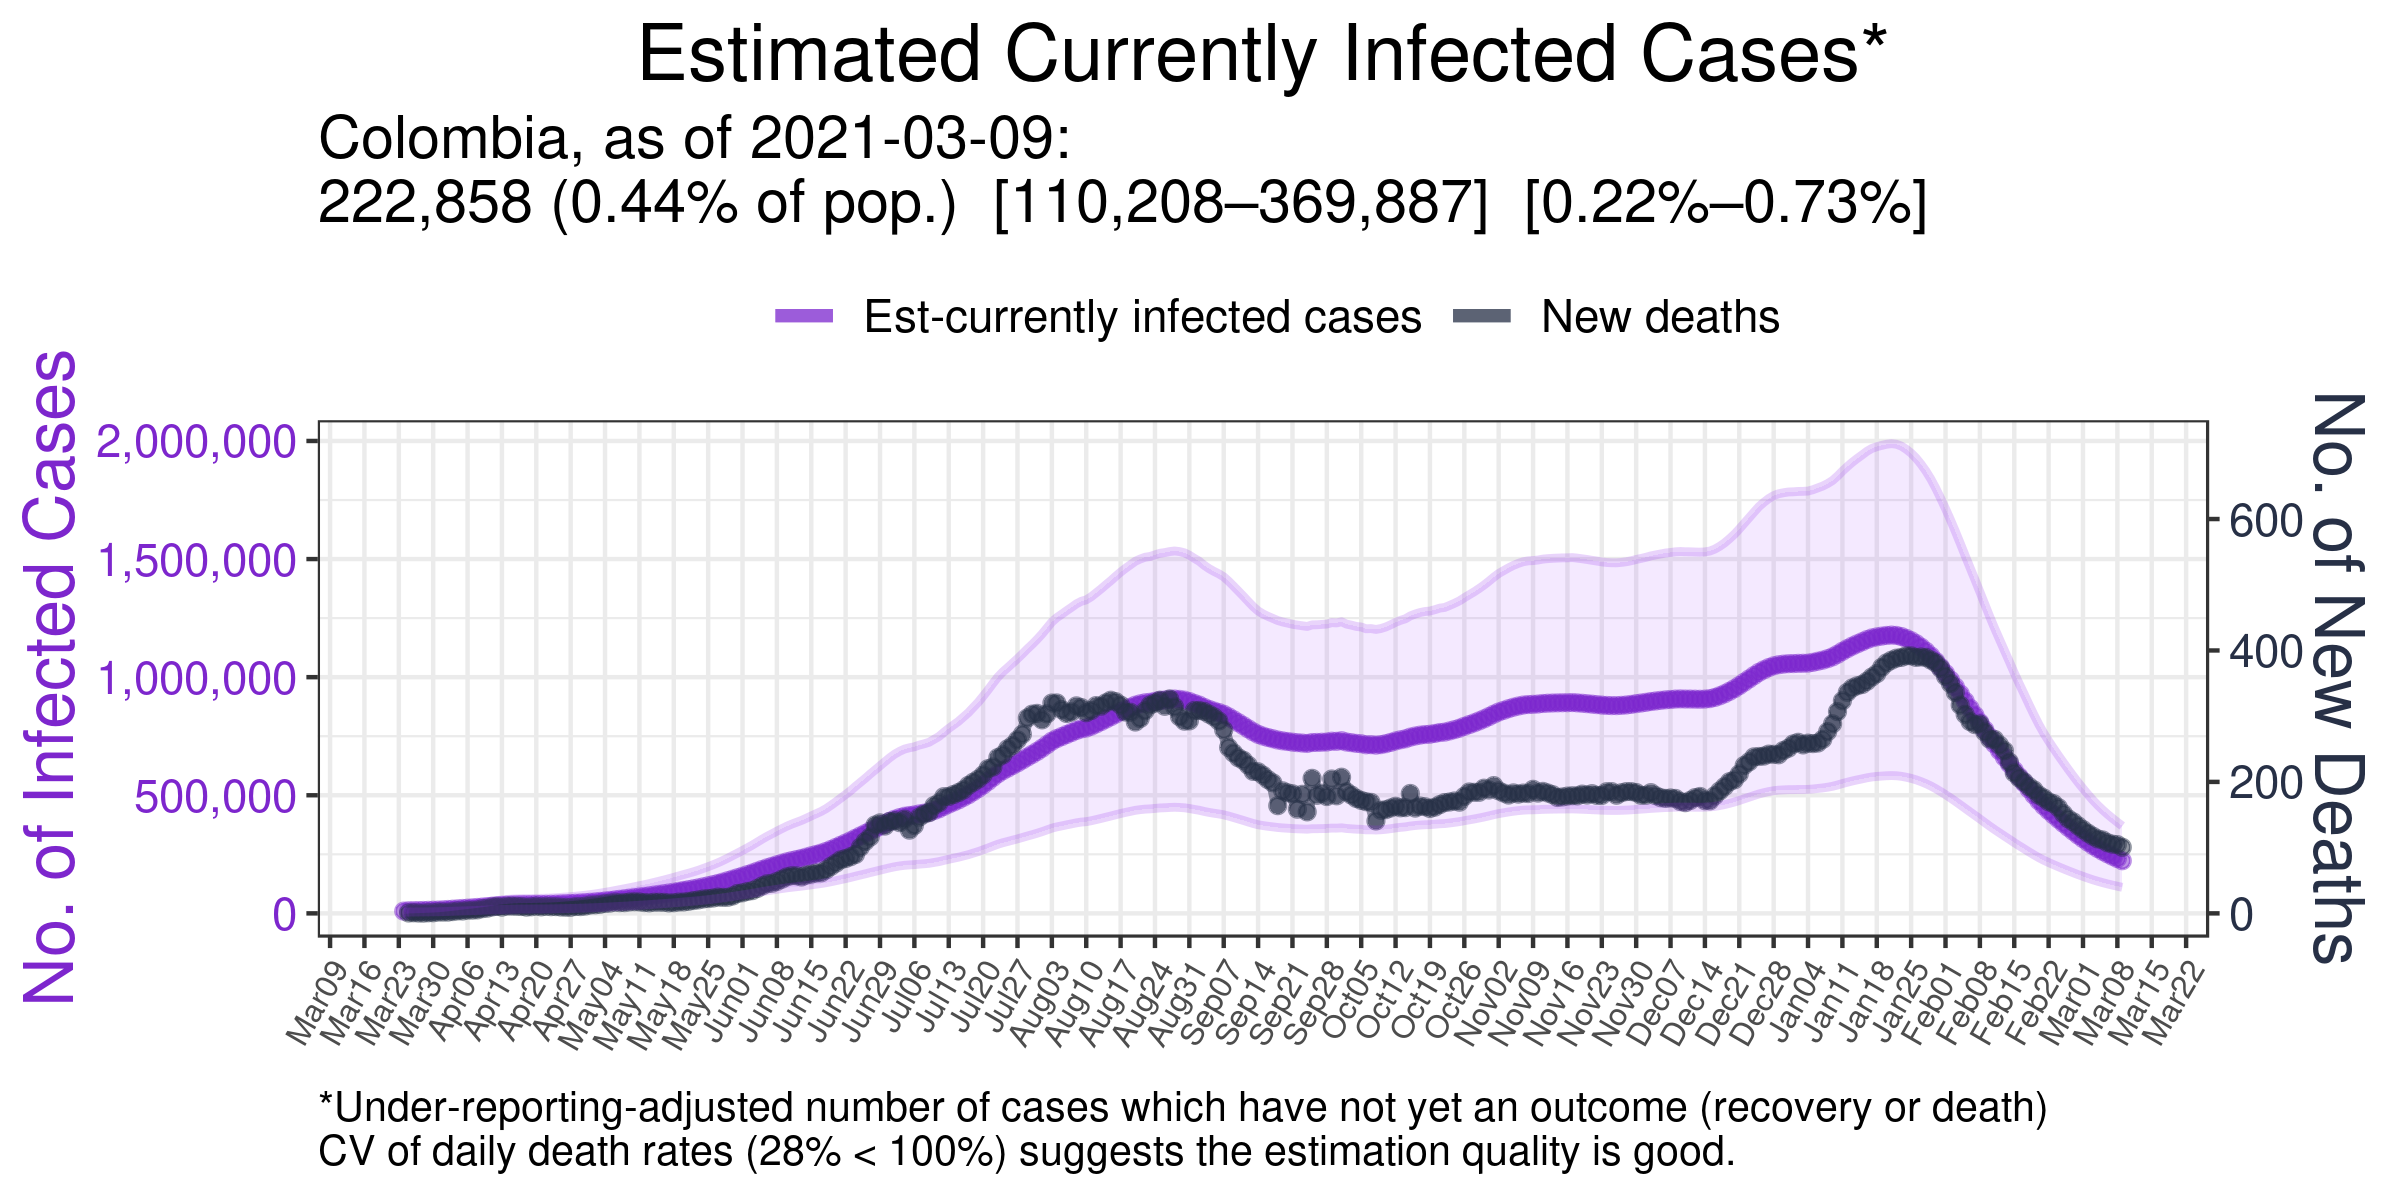 Estimated Currently Infected Cases*
Colombia, as of 2021-03-09:
222,858 (0.44% of pop.) [110,208–369,887] [0.22%–0.73%]
Est-currently infected cases New deaths
No. of Infected Cases
2,000,000
1,500,000
1,000,000
500,000
0
No. of New Deaths
600
400
200
0
Mar09 Mar16 Mar23 Mar30 Apr06 Apr13 Apr20 Apr27 May04 May11 May18 May25 Jun01 Jun08 Jun15 Jun22 Jun29 Jul06 Jul13 Jul20 Jul27 Aug03 Aug10 Aug17 Aug24 Aug31 Sep07 Sep14 Sep21 Sep28 Oct05 Oct12 Oct19 Oct26 Nov02 Nov09 Nov16 Nov23 Nov30 Dec07 Dec14 Dec21 Dec28 Jan04 Jan11 Jan18 Jan25 Feb01 Feb08 Feb15 Feb22 Mar01 Mar08 Mar15 Mar22
*Under-reporting-adjusted number of cases which have not yet an outcome (recovery or death)
CV of daily death rates (28% < 100%) suggests the estimation quality is good.